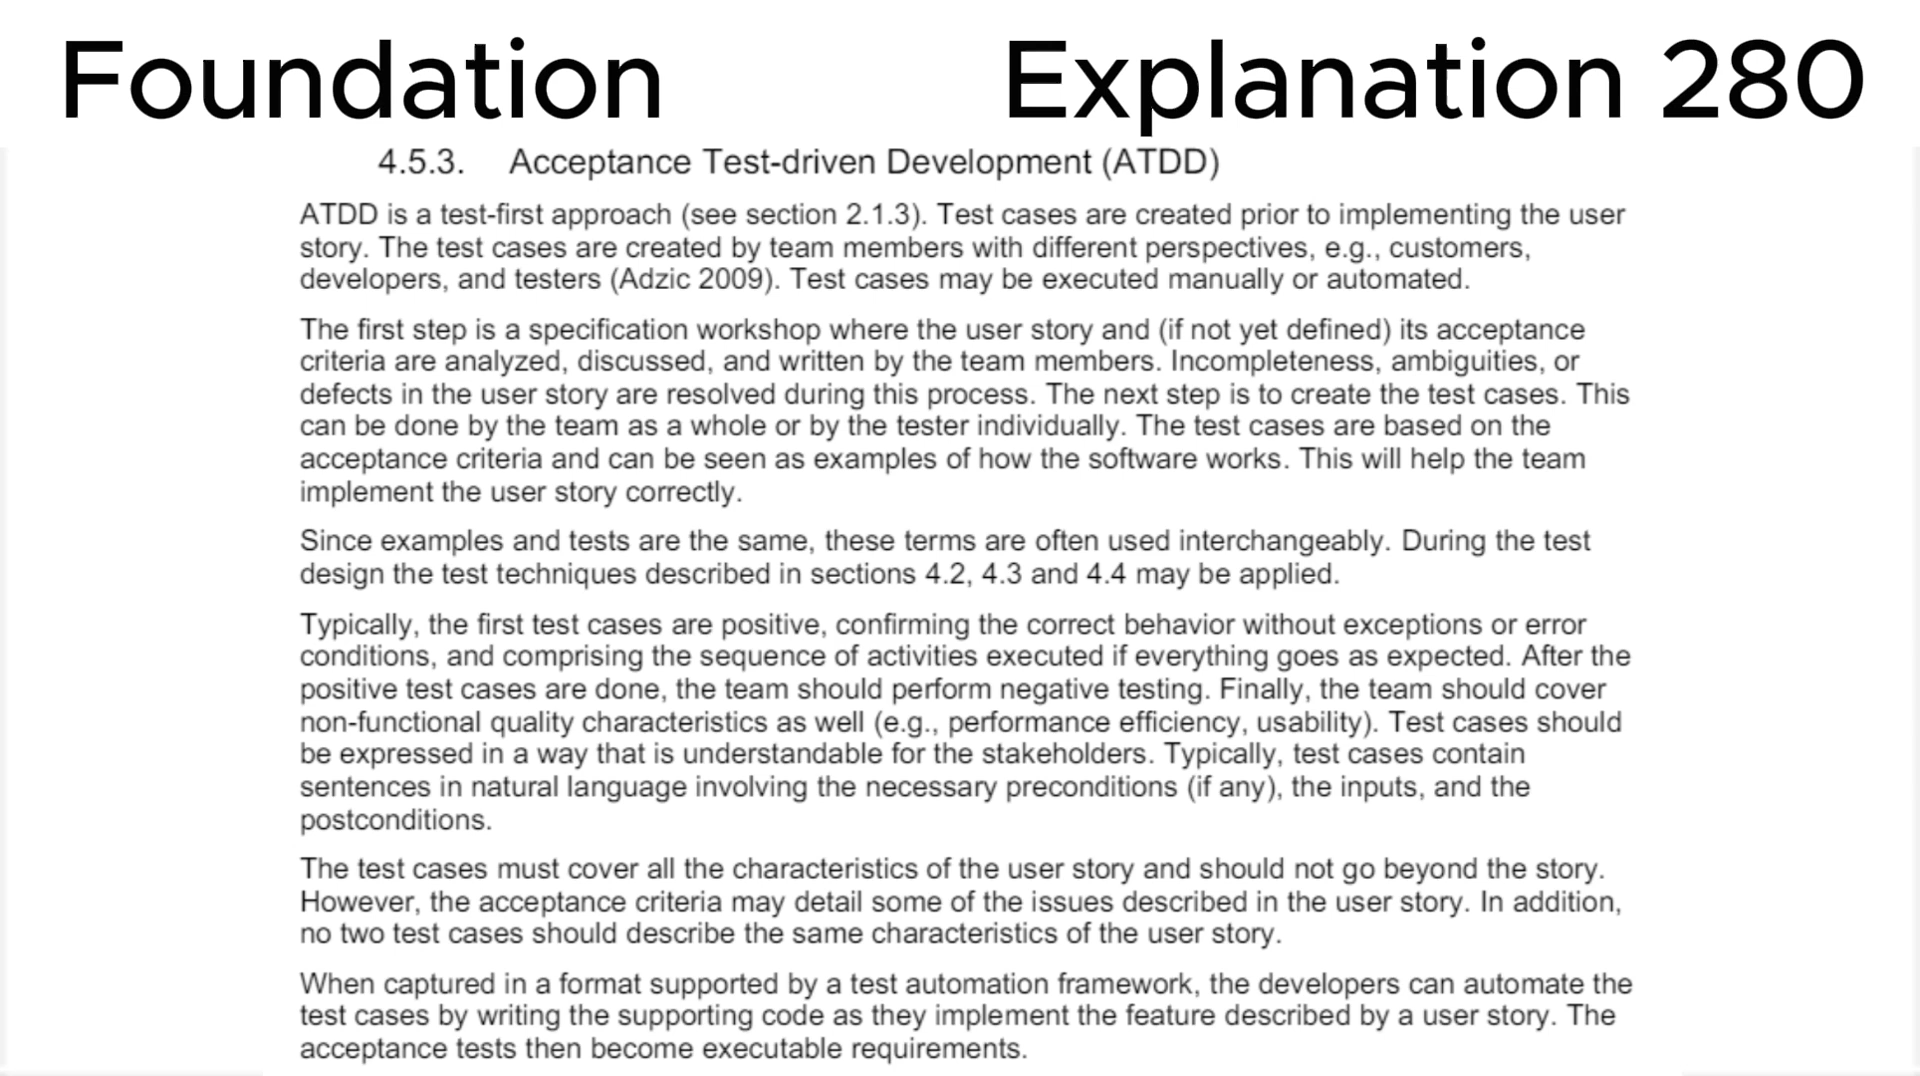 Foundation Explanation 280
4.5.3. Acceptance Test-driven Development (ATDD)
ATDD is a test-first approach (see section 2.1.3). Test cases are created prior to implementing the user
story. The test cases are created by team members with different perspectives, e.g., customers,
developers, and testers (Adzic 2009). Test cases may be executed manually or automated.
The first step is a specification workshop where the user story and (if not yet defined) its acceptance
criteria are analyzed, discussed, and written by the team members. Incompleteness, ambiguities, or
defects in the user story are resolved during this process. The next step is to create the test cases. This
can be done by the team as a whole or by the tester individually. The test cases are based on the
acceptance criteria and can be seen as examples of how the software works. This will help the team
implement the user story correctly.
Since examples and tests are the same, these terms are often used interchangeably. During the test
design the test techniques described in sections 4.2, 4.3 and 4.4 may be applied.
Typically, the first test cases are positive, confirming the correct behavior without exceptions or error
conditions, and comprising the sequence of activities executed if everything goes as expected. After the
positive test cases are done, the team should perform negative testing. Finally, the team should cover
non-functional quality characteristics as well (e.g., performance efficiency, usability). Test cases should
be expressed in a way that is understandable for the stakeholders. Typically, test cases contain
sentences in natural language involving the necessary preconditions (if any), the inputs, and the
postconditions.
The test cases must cover all the characteristics of the user story and should not go beyond the story.
However, the acceptance criteria may detail some of the issues described in the user story. In addition,
no two test cases should describe the same characteristics of the user story.
When captured in a format supported by a test automation framework, the developers can automate the
test cases by writing the supporting code as they implement the feature described by a user story. The
acceptance tests then become executable requirements.